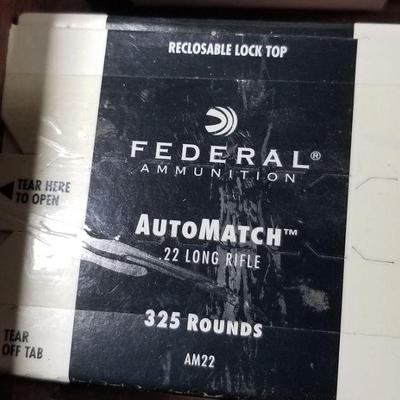 RECLOSABLE LOCK TOP
FEDERAL®
AMMUNITION
TEAR HERE
TO OPEN
AUTOMATCH™
22 LONG RIFLE
325 ROUNDS
TEAR
OFF TAB
AM22